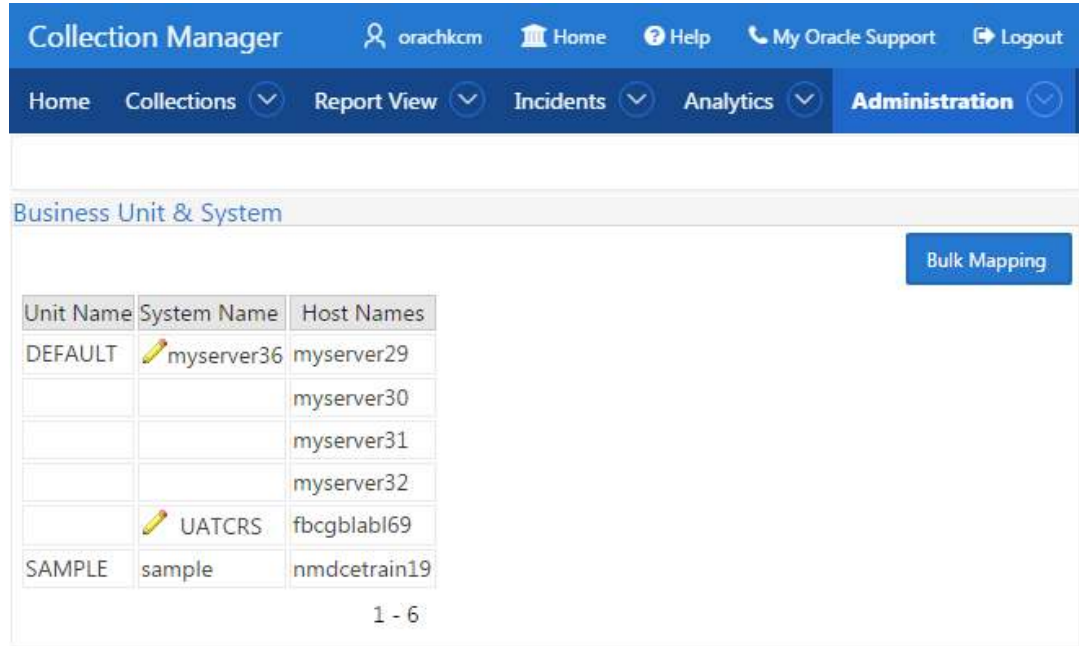 Collection Manager orachkcm Home Help My Oracle Support Logout
Home Collections Report View Incidents Analytics Administration
Business Unit & System
Bulk Mapping
Unit Name System Name Host Names
DEFAULT myserver36 myserver29
myserver30
myserver31
myserver32
UATCRS fbcgblabl69
SAMPLE sample nmdcetrain19
1 - 6